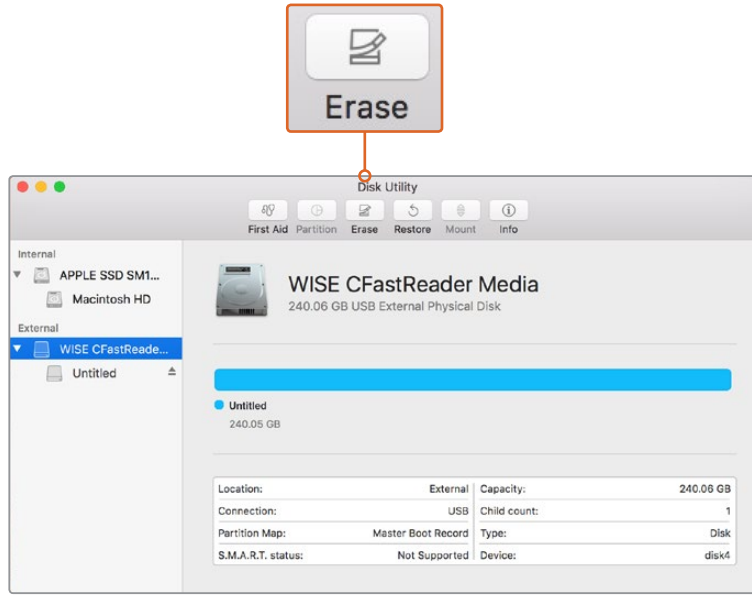 Erase
Disk Utility
First Aid Partition Erase Restore Mount Info
Internal
APPLE SSD SM1...
Macintosh HD
External
WISE CFastReade...
Untitled
WISE CFastReader Media
240.06 GB USB External Physical Disk
Untitled
240.05 GB
Location: External Capacity: 240.06 GB
Connection: USB Child count: 1
Partition Map: Master Boot Record Type: Disk
S.M.A.R.T. status: Not Supported Device: disk4